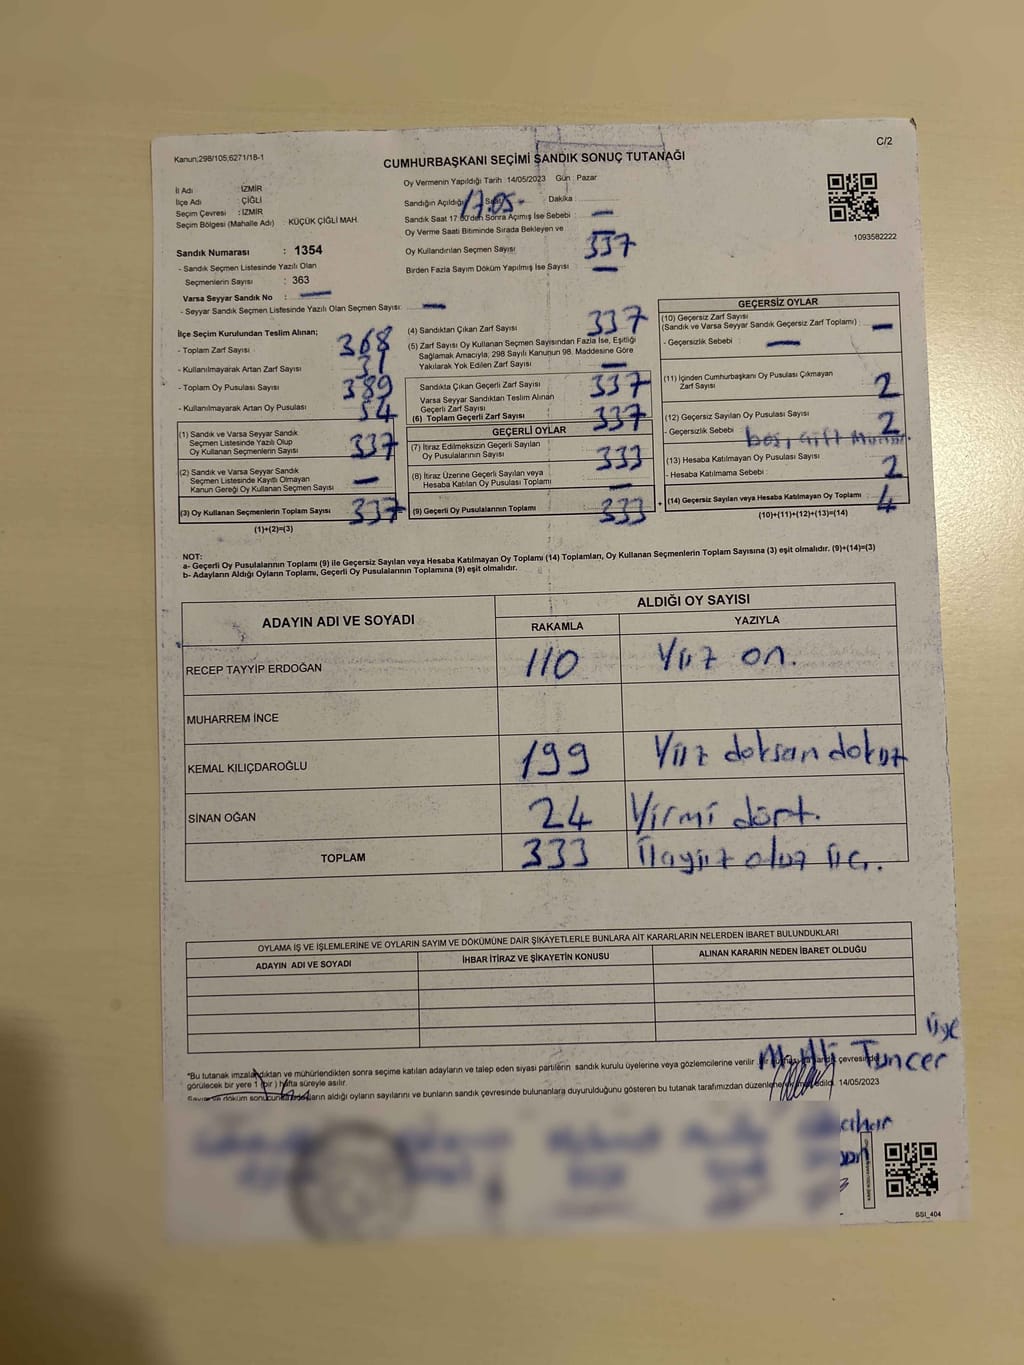 Kanun;298/105,6271/18-1
C/2
CUMHURBAŞKANI SEÇİMİ SANDIK SONUÇ TUTANAĞI
İl Adı : İZMİR
İlçe Adı : ÇİĞLİ
Seçim Çevresi : İZMİR
Seçim Bölgesi (Mahalle Adı) : KÜÇÜK ÇİĞLİ MAH.
Sandık Numarası : 1354
- Sandık Seçmen Listesinde Yazılı Olan
Seçmenlerin Sayısı : 363
Varsa Seyyar Sandık No : —
- Seyyar Sandık Seçmen Listesinde Yazılı Olan Seçmen Sayısı: —
Oy Vermenin Yapıldığı Tarih : 14/05/2023 Gün : Pazar
Sandığın Açıldığı Saat : 17.05 - Dakika :
Sandık Saat 17:00'den Sonra Açımış İse Sebebi : —
Oy Verme Saati Bitiminde Sırada Bekleyen ve
Oy Kullandırılan Seçmen Sayısı : 337
Birden Fazla Sayım Döküm Yapılmış İse Sayısı : —
1093582222
İlçe Seçim Kurulundan Teslim Alınan;
- Toplam Zarf Sayısı : 368
- Kullanılmayarak Artan Zarf Sayısı : 31
- Toplam Oy Pusulası Sayısı : 389
- Kullanılmayarak Artan Oy Pusulası : 54
(1) Sandık ve Varsa Seyyar Sandık
Seçmen Listesinde Yazılı Olup
Oy Kullanan Seçmenlerin Sayısı : 337
(2) Sandık ve Varsa Seyyar Sandık
Seçmen Listesinde Kayıtlı Olmayan
Kanun Gereği Oy Kullanan Seçmen Sayısı : —
(3) Oy Kullanan Seçmenlerin Toplam Sayısı : 337
(1)+(2)=(3)
(4) Sandıktan Çıkan Zarf Sayısı : 337
(5) Zarf Sayısı Oy Kullanan Seçmen Sayısından Fazla İse, Eşitliği
Sağlamak Amacıyla; 298 Sayılı Kanunun 98. Maddesine Göre
Yakılarak Yok Edilen Zarf Sayısı : —
Sandıkta Çıkan Geçerli Zarf Sayısı : 337
Varsa Seyyar Sandıktan Teslim Alınan
Geçerli Zarf Sayısı
(6) Toplam Geçerli Zarf Sayısı : 337
GEÇERLİ OYLAR
(7) İtiraz Edilmeksizin Geçerli Sayılan
Oy Pusulasının Sayısı : 333
(8) İtiraz Üzerine Geçerli Sayılan veya
Hesaba Katılan Oy Pusulası Toplamı : —
(9) Geçerli Oy Pusulalarının Toplamı : 333
GEÇERSİZ OYLAR
(10) Geçersiz Zarf Sayısı
(Sandık ve Varsa Seyyar Sandık Geçersiz Zarf Toplamı) : —
- Geçersizlik Sebebi : —
(11) İçinden Cumhurbaşkanı Oy Pusulası Çıkmayan
Zarf Sayısı : 2
(12) Geçersiz Sayılan Oy Pusulası Sayısı : 2
- Geçersizlik Sebebi : boş, çift
(13) Hesaba Katılmayan Oy Pusulası Sayısı : 2
- Hesaba Katılmama Sebebi :
(14) Geçersiz Sayılan veya Hesaba Katılmayan Oy Toplamı : 4
(10)+(11)+(12)+(13)=(14)
NOT:
a- Geçerli Oy Pusulalarının Toplamı (9) ile Geçersiz Sayılan veya Hesaba Katılmayan Oy Toplamı (14) Toplamları, Oy Kullanan Seçmenlerin Toplam Sayısına (3) eşit olmalıdır. (9)+(14)=(3)
b- Adayların Aldığı Oyların Toplamı, Geçerli Oy Pusulalarının Toplamına (9) eşit olmalıdır.
ADAYIN ADI VE SOYADI ALDIĞI OY SAYISI
RAKAMLA YAZIYLA
RECEP TAYYİP ERDOĞAN 110 Yüz on.
MUHARREM İNCE
KEMAL KILIÇDAROĞLU 199 Yüz doksan dokuz
SİNAN OĞAN 24 Yirmi dört.
TOPLAM 333 Üçyüz otuz üç.
OYLAMA İŞ VE İŞLEMLERİNE VE OYLARIN SAYIM VE DÖKÜMÜNE DAİR ŞİKAYETLERLE BUNLARA AİT KARARLARIN NELERDEN İBARET BULUNDUKLARI
ADAYIN ADI VE SOYADI İHBAR İTİRAZ VE ŞİKAYETİN KONUSU ALINAN KARARIN NEDEN İBARET OLDUĞU
Üye
Tuncer
*Bu tutanak imzalandıktan ve mühürlendikten sonra seçime katılan adayların ve talep eden siyasi partilerin sandık kurulu üyelerine veya gözlemcilerine verilir
görülecek bir yere 1 (bir) hafta süreyle asılır.
Sayım ve döküm sonucunda adayların aldığı oyların sayılarını ve bunların sandık çevresinde bulunanlara duyurulduğunu gösteren bu tutanak tarafımızdan düzenlenerek imza edildi. 14/05/2023
SSI_404